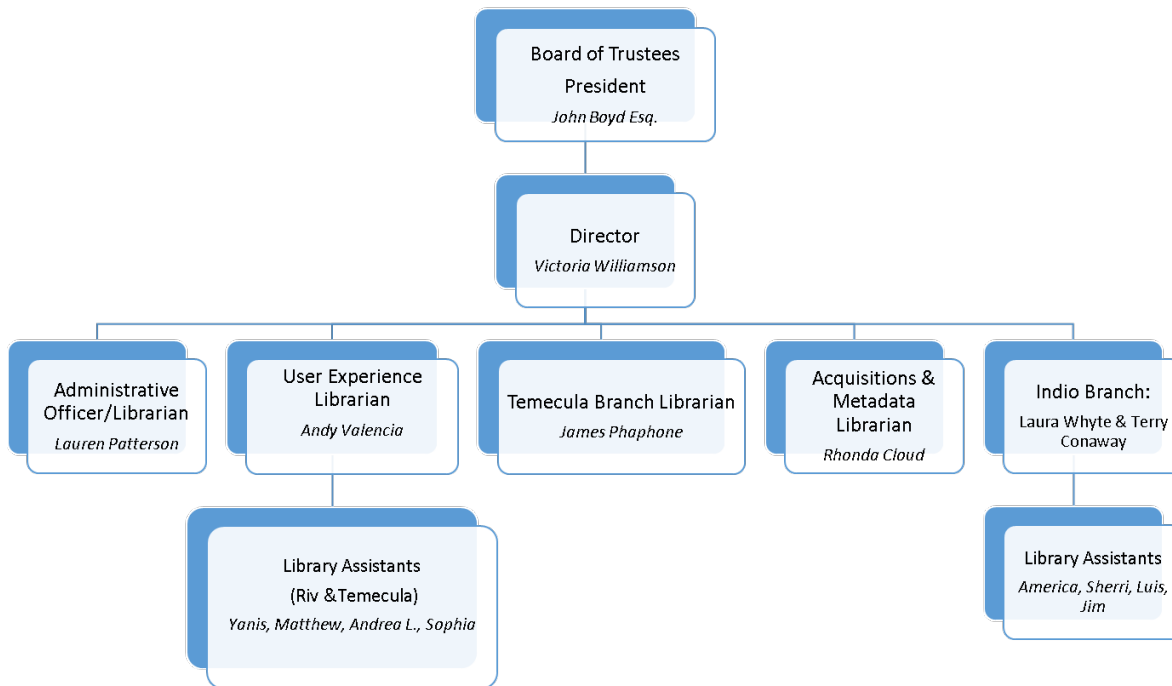 Board of Trustees
President
John Boyd Esq.
Director
Victoria Williamson
Administrative
Officer/Librarian
Lauren Patterson
User Experience
Librarian
Andy Valencia
Temecula Branch Librarian
James Phaphone
Acquisitions &
Metadata
Librarian
Rhonda Cloud
Indio Branch:
Laura Whyte & Terry
Conaway
Library Assistants
(Riv &Temecula)
Yanis, Matthew, Andrea L., Sophia
Library Assistants
America, Sherri, Luis,
Jim